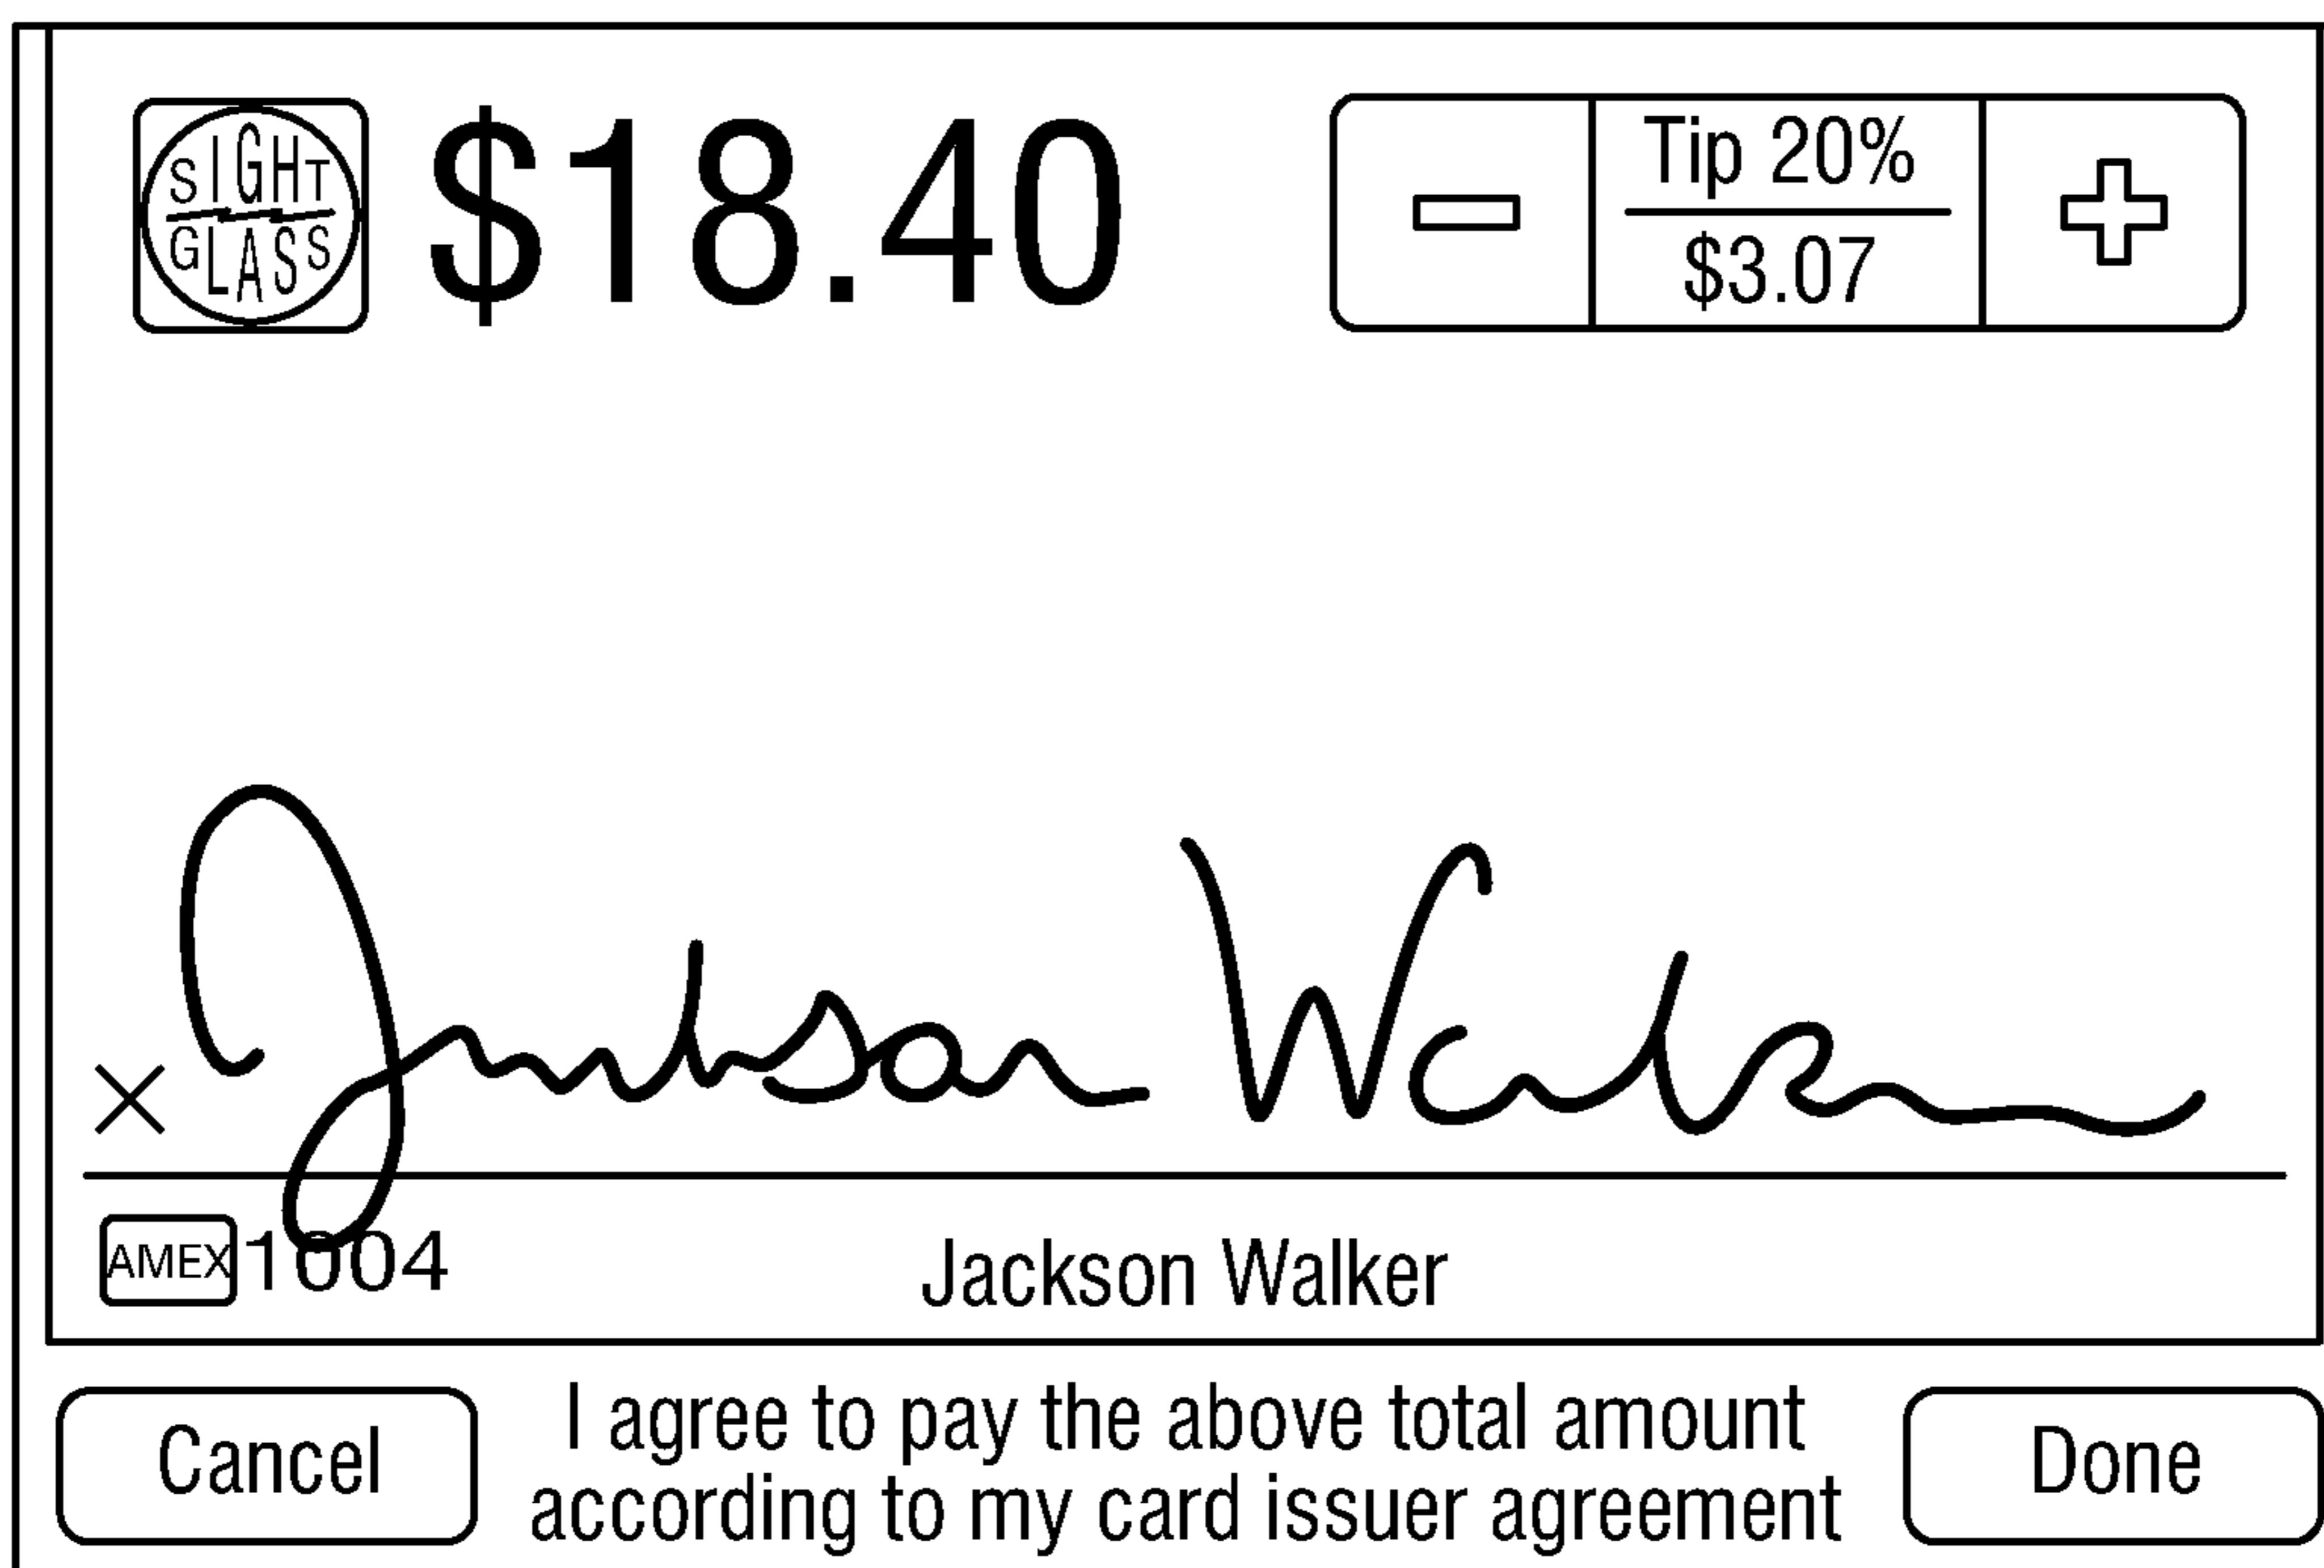 SIGHT
GLASS
$18.40
Tip 20%
$3.07
Jackson Walker
AMEX 1004
Jackson Walker
Cancel
I agree to pay the above total amount
according to my card issuer agreement
Done